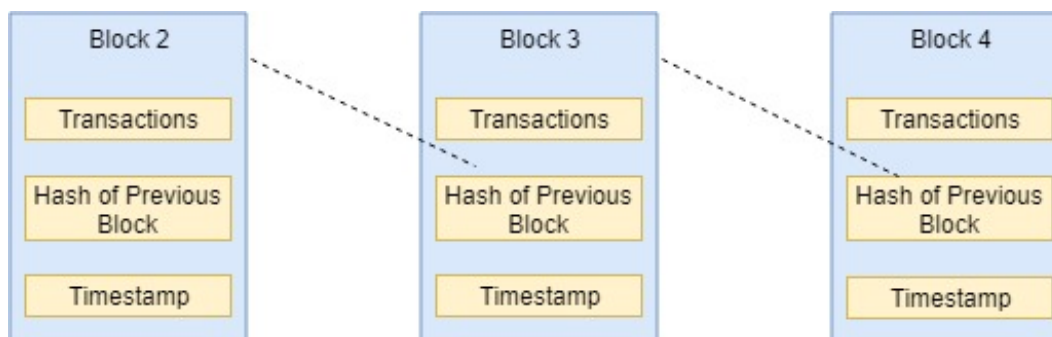 Block 2
Transactions
Hash of Previous
Block
Timestamp
Block 3
Transactions
Hash of Previous
Block
Timestamp
Block 4
Transactions
Hash of Previous
Block
Timestamp